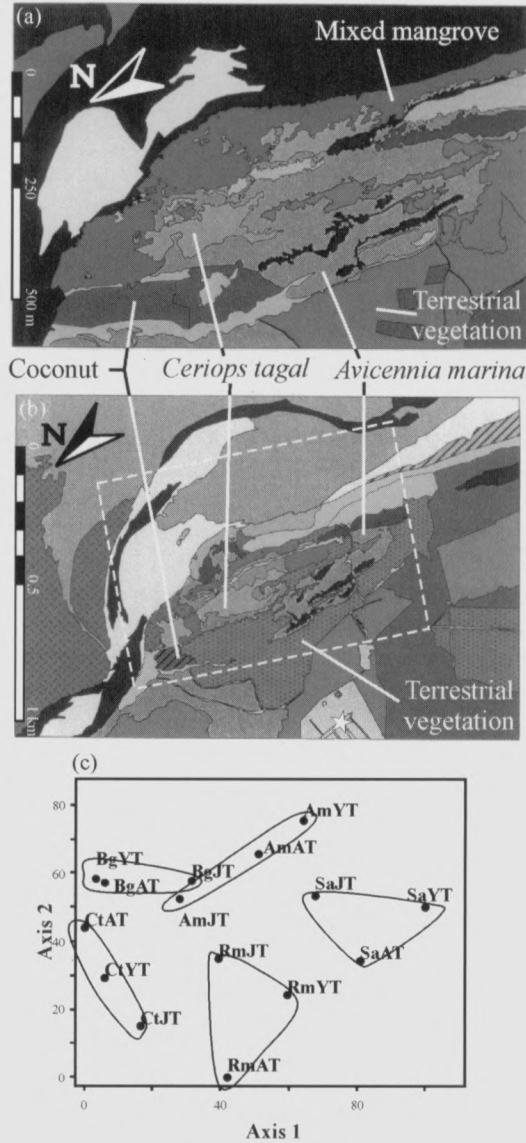 (a)
Mixed mangrove
N
0
250
500 m
Terrestrial
vegetation
Coconut
Ceriops tagal
Avicennia marina
(b)
N
0
0.5
1 km
Terrestrial
vegetation
(c)
Axis 2
80
60
40
20
0
BgYT
BgAT
BgJT
AmYT
AmAT
AmJT
SaJT
SaYT
SaAT
CtAT
CtYT
CtJT
RmJT
RmYT
RmAT
0
40
80
Axis 1